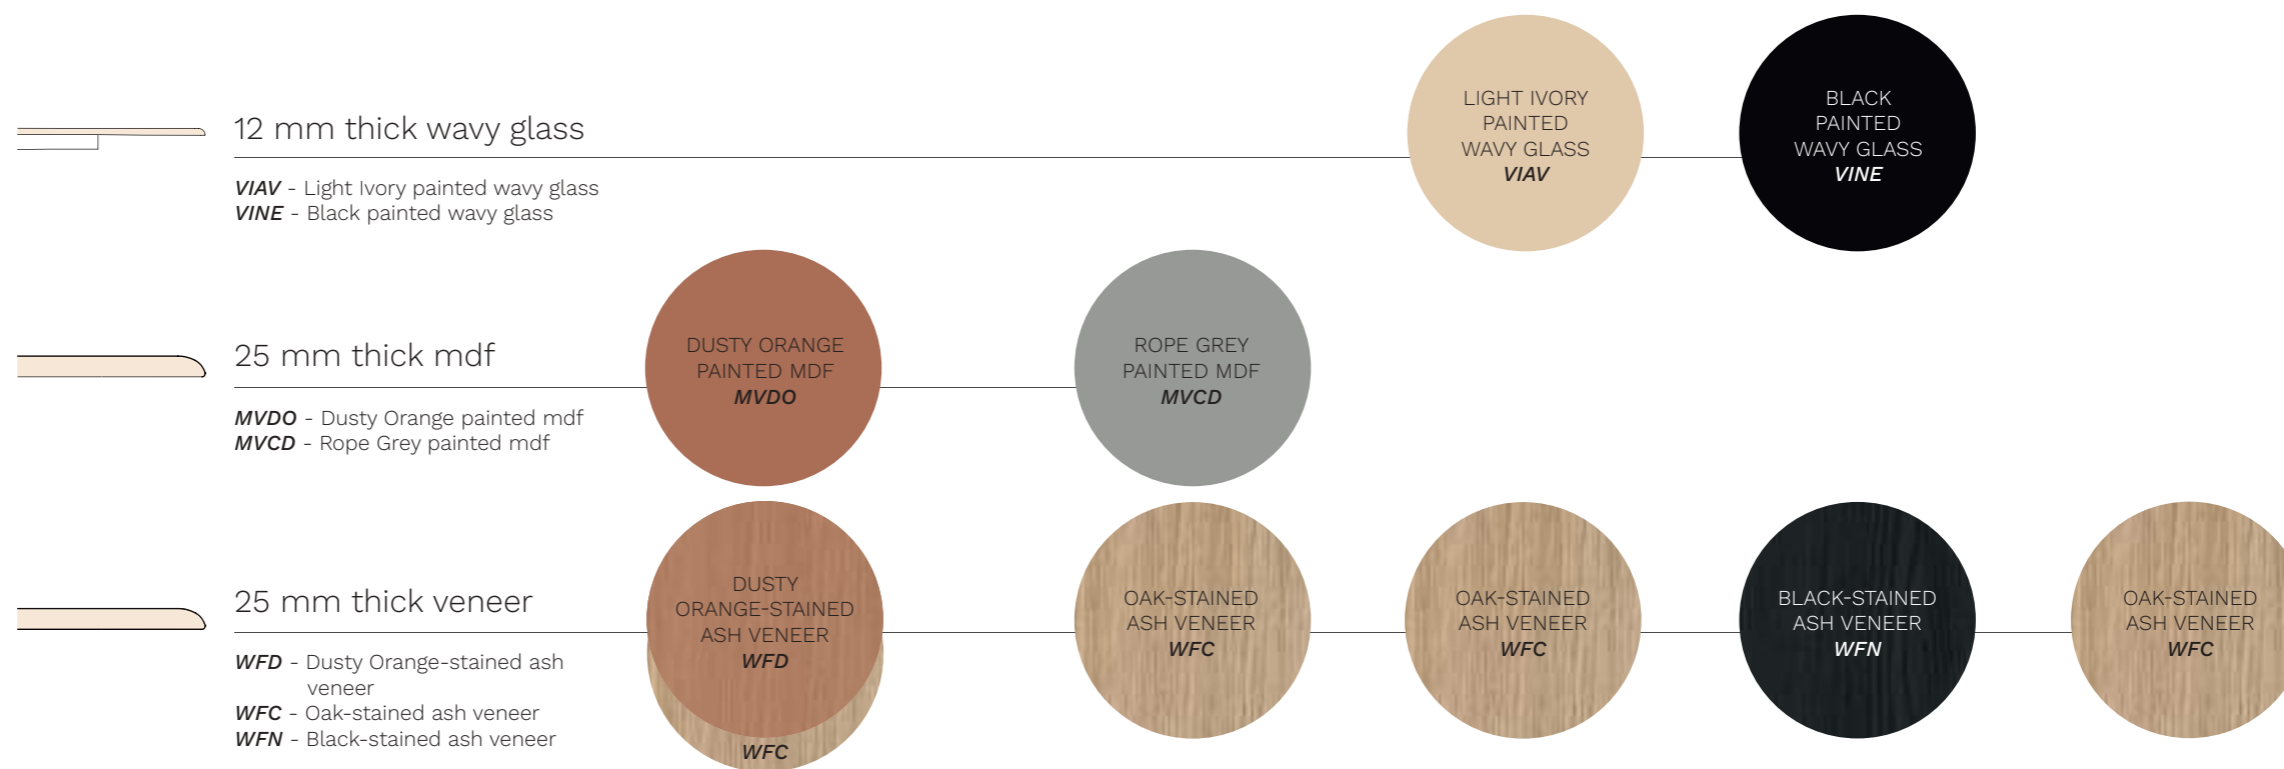 12 mm thick wavy glass
VIAV - Light Ivory painted wavy glass
VINE - Black painted wavy glass
LIGHT IVORY
PAINTED
WAVY GLASS
VIAV
BLACK
PAINTED
WAVY GLASS
VINE
25 mm thick mdf
MVDO - Dusty Orange painted mdf
MVCD - Rope Grey painted mdf
DUSTY ORANGE
PAINTED MDF
MVDO
ROPE GREY
PAINTED MDF
MVCD
25 mm thick veneer
WFD - Dusty Orange-stained ash
veneer
WFC - Oak-stained ash veneer
WFN - Black-stained ash veneer
DUSTY
ORANGE-STAINED
ASH VENEER
WFD
WFC
OAK-STAINED
ASH VENEER
WFC
OAK-STAINED
ASH VENEER
WFC
BLACK-STAINED
ASH VENEER
WFN
OAK-STAINED
ASH VENEER
WFC